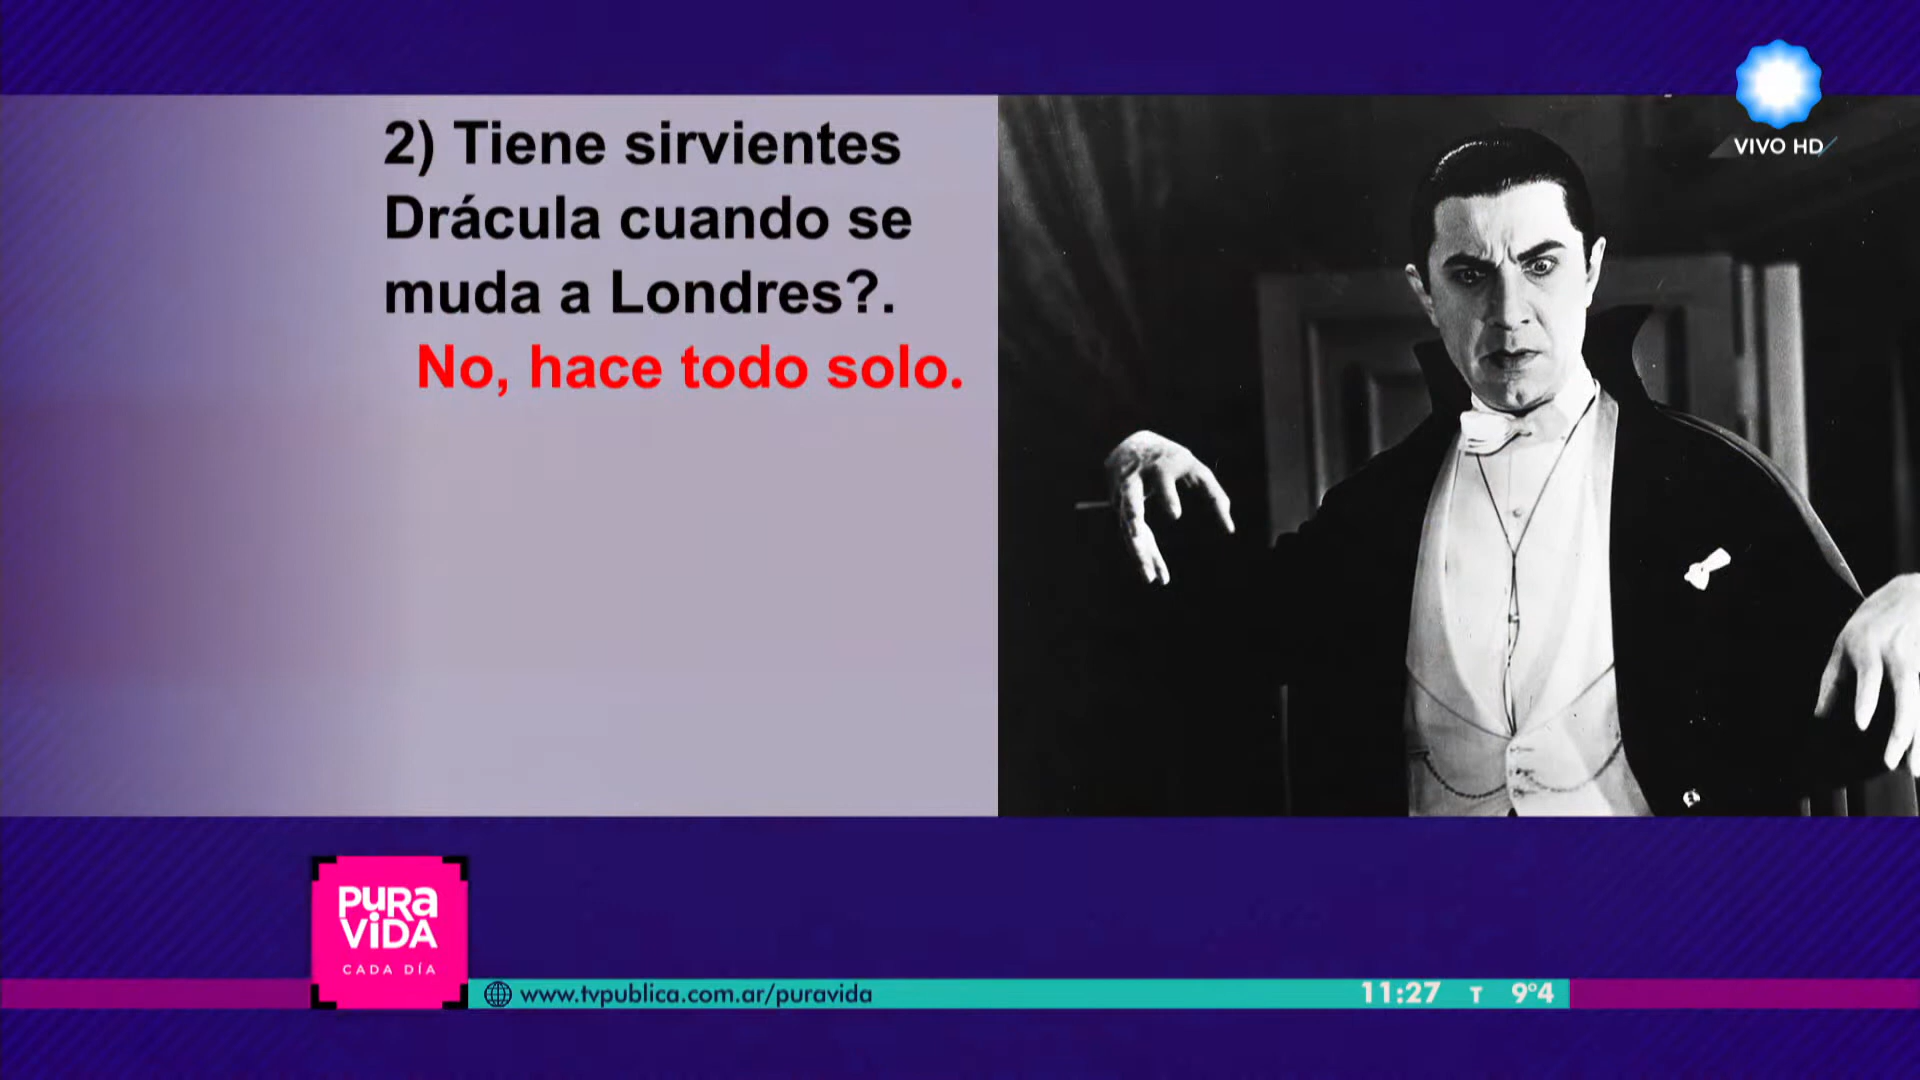 VIVO HD
2) Tiene sirvientes
Drácula cuando se
muda a Londres?.
No, hace todo solo.
PURa
ViDA
CADA DÍA
www.tvpublica.com.ar/puravida
11:27 T 9°4